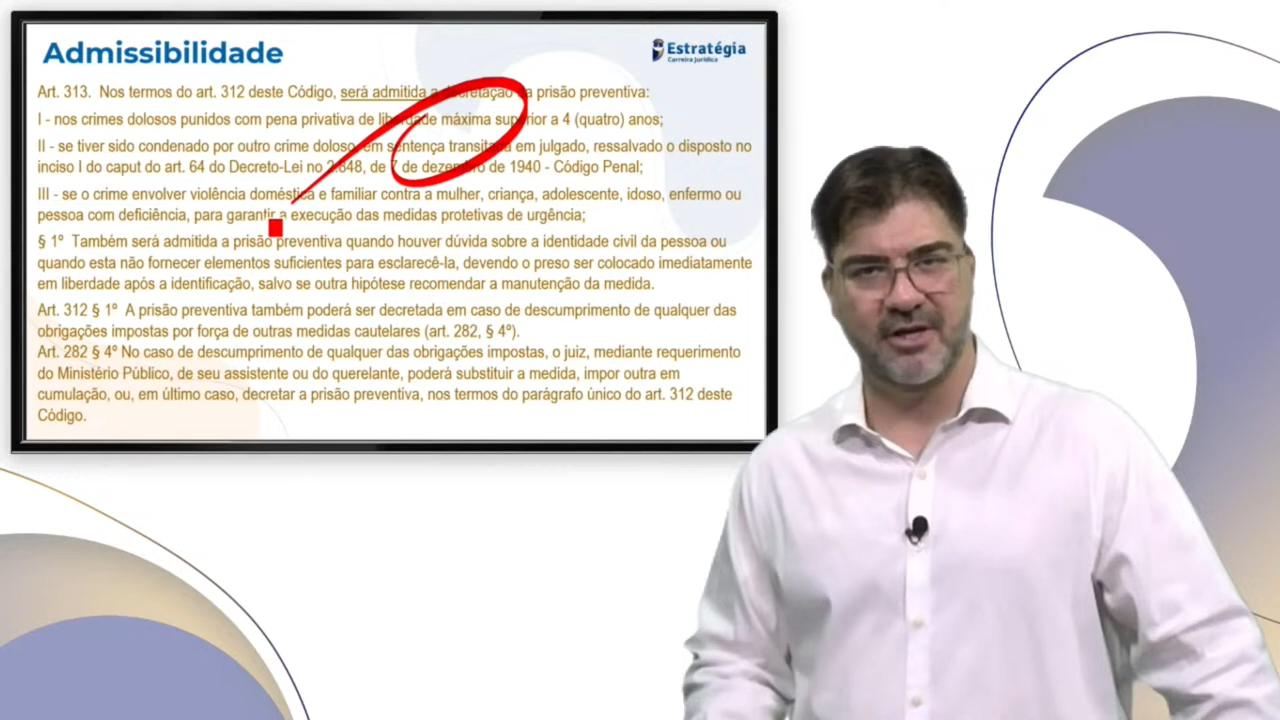 Admissibilidade
Estratégia
Carreira Jurídica
Art. 313. Nos termos do art. 312 deste Código, será admitida a decretação da prisão preventiva:
I - nos crimes dolosos punidos com pena privativa de liberdade máxima superior a 4 (quatro) anos;
II - se tiver sido condenado por outro crime doloso, em sentença transitada em julgado, ressalvado o disposto no
inciso I do caput do art. 64 do Decreto-Lei no 2.848, de 7 de dezembro de 1940 - Código Penal;
III - se o crime envolver violência doméstica e familiar contra a mulher, criança, adolescente, idoso, enfermo ou
pessoa com deficiência, para garantir a execução das medidas protetivas de urgência;
§ 1º Também será admitida a prisão preventiva quando houver dúvida sobre a identidade civil da pessoa ou
quando esta não fornecer elementos suficientes para esclarecê-la, devendo o preso ser colocado imediatamente
em liberdade após a identificação, salvo se outra hipótese recomendar a manutenção da medida.
Art. 312 § 1º A prisão preventiva também poderá ser decretada em caso de descumprimento de qualquer das
obrigações impostas por força de outras medidas cautelares (art. 282, § 4º).
Art. 282 § 4º No caso de descumprimento de qualquer das obrigações impostas, o juiz, mediante requerimento
do Ministério Público, de seu assistente ou do querelante, poderá substituir a medida, impor outra em
cumulação, ou, em último caso, decretar a prisão preventiva, nos termos do parágrafo único do art. 312 deste
Código.